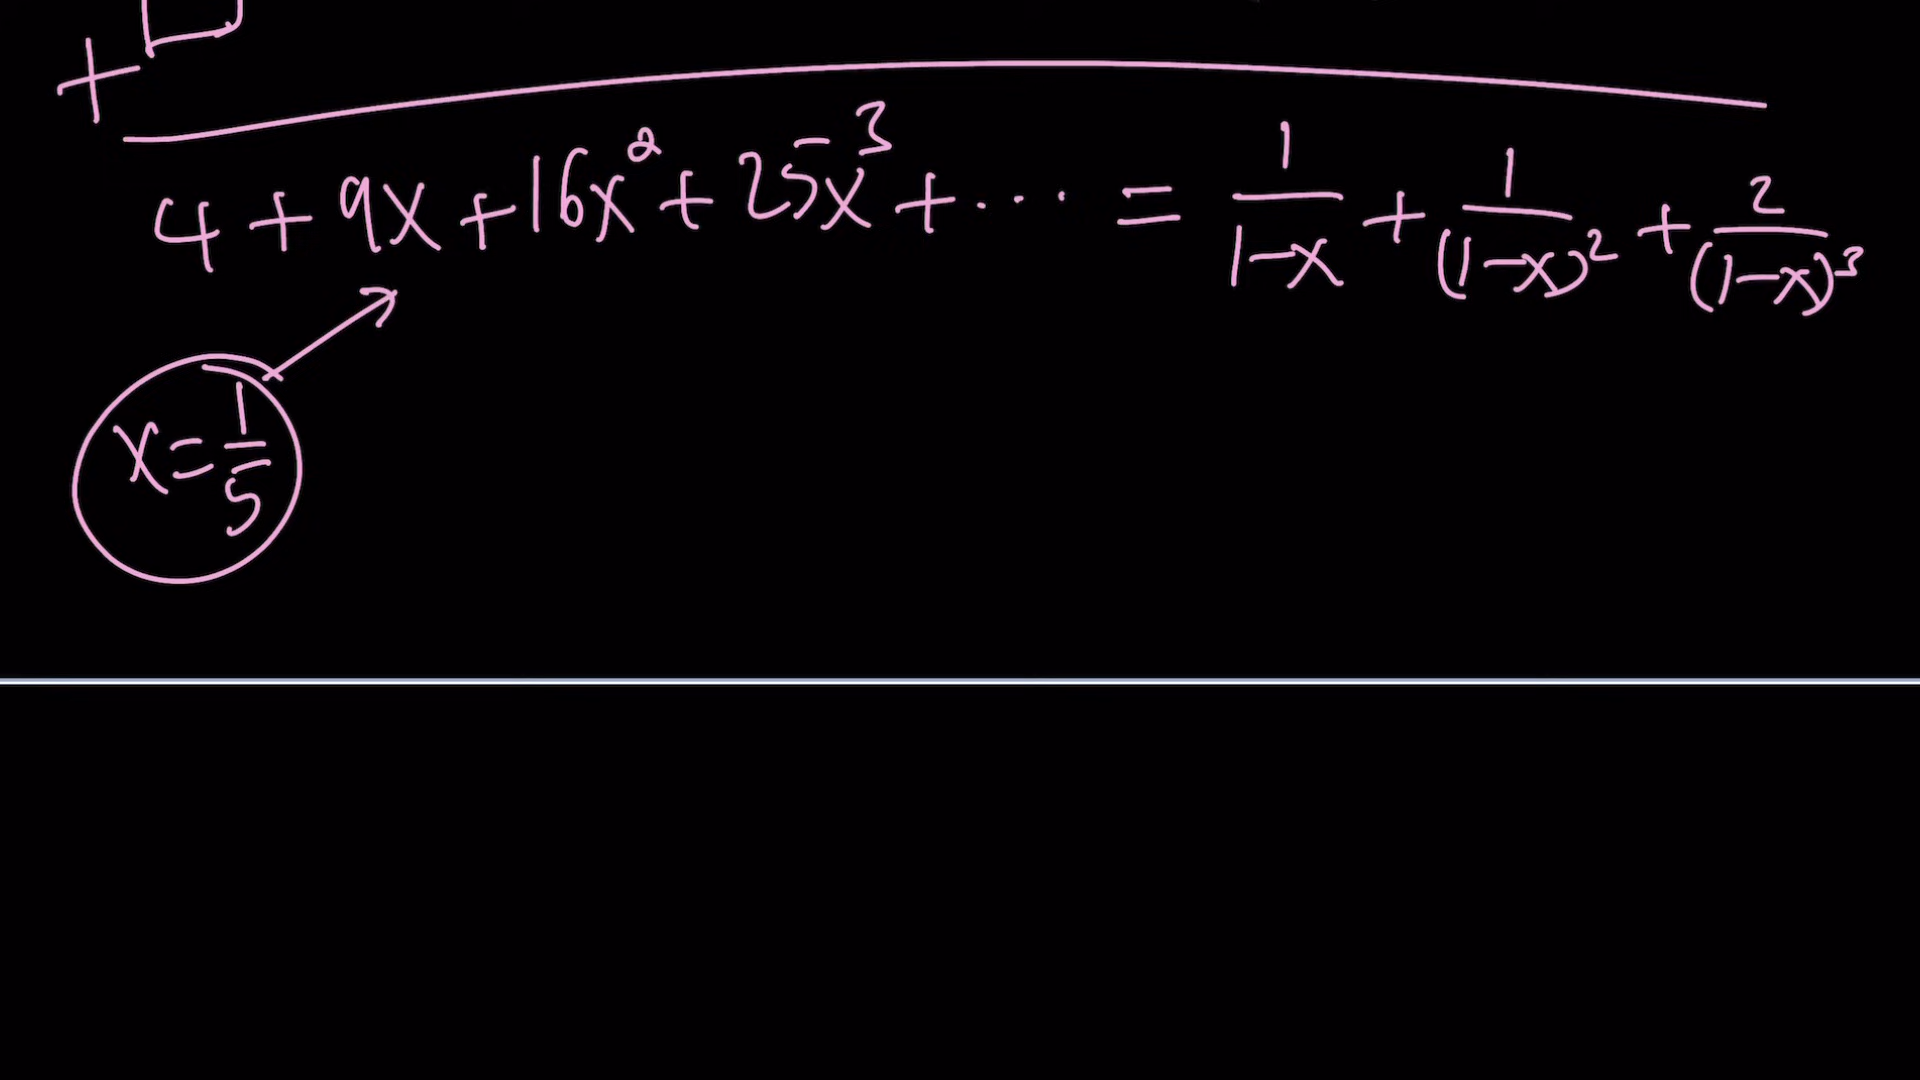 +
4 + 9x + 16x² + 25x³ + ··· = 1/(1-x) + 1/(1-x)² + 2/(1-x)³
x = 1/5